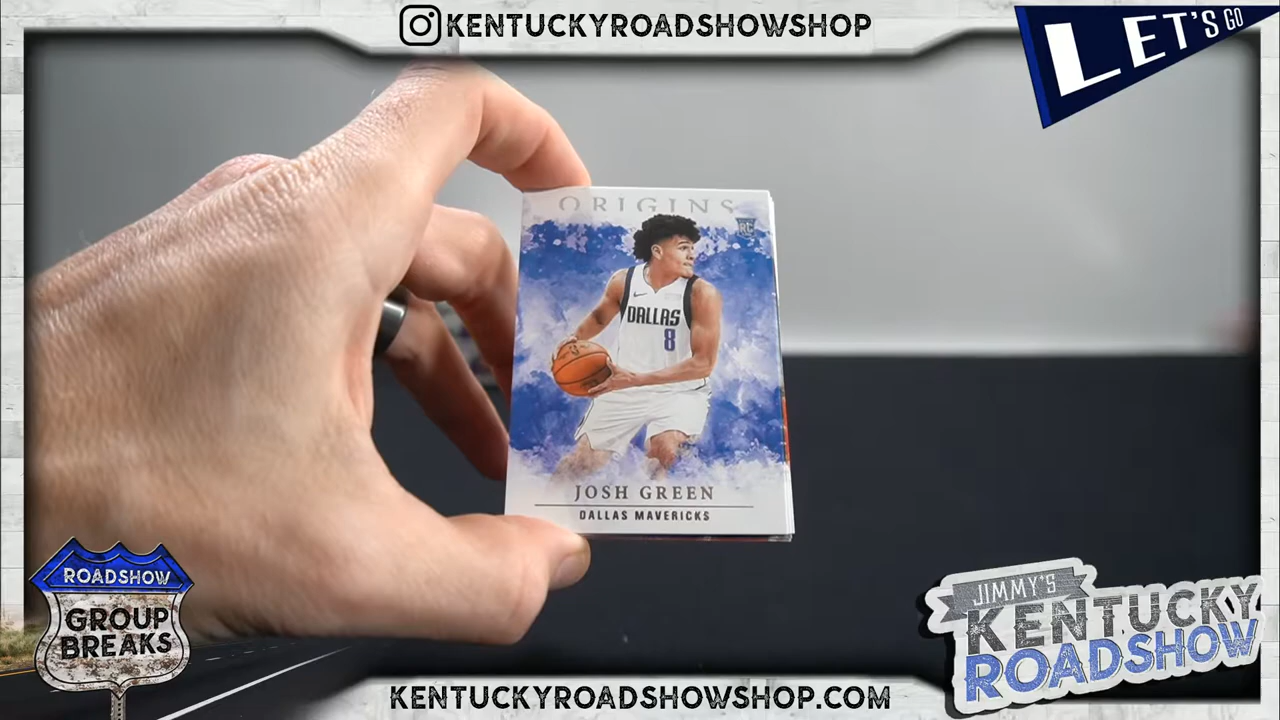 KENTUCKYROADSHOWSHOP
LET'S GO
ORIGINS
RC
DALLAS
8
JOSH GREEN
DALLAS MAVERICKS
ROADSHOW
GROUP
BREAKS
JIMMY'S
KENTUCKY
ROADSHOW
KENTUCKYROADSHOWSHOP.COM